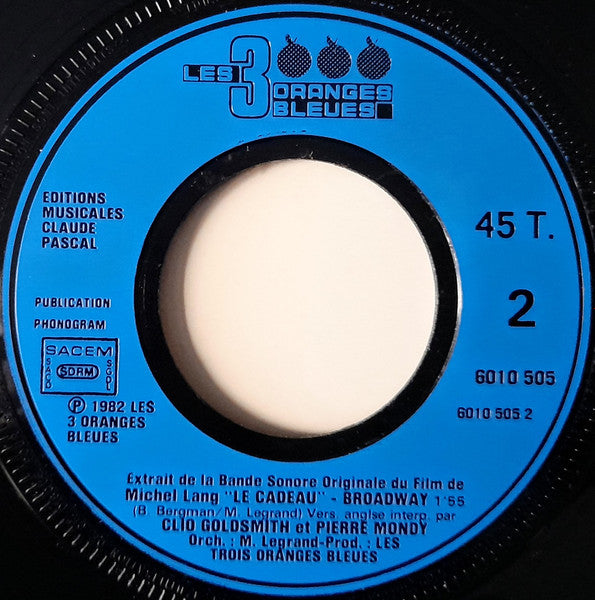 LES 3 ORANGES
BLEUES
EDITIONS
MUSICALES
CLAUDE
PASCAL
45 T.
PUBLICATION
PHONOGRAM
2
SACEM
SACD SDRM SGDL
6010 505
6010 505 2
Ⓟ 1982 LES
3 ORANGES
BLEUES
Extrait de la Bande Sonore Originale du Film de
Michel Lang "LE CADEAU" - BROADWAY 1'55
(B. Bergman/M. Legrand) Vers. anglse interp. par
CLIO GOLDSMITH et PIERRE MONDY
Orch. : M. Legrand-Prod. : LES
TROIS ORANGES BLEUES